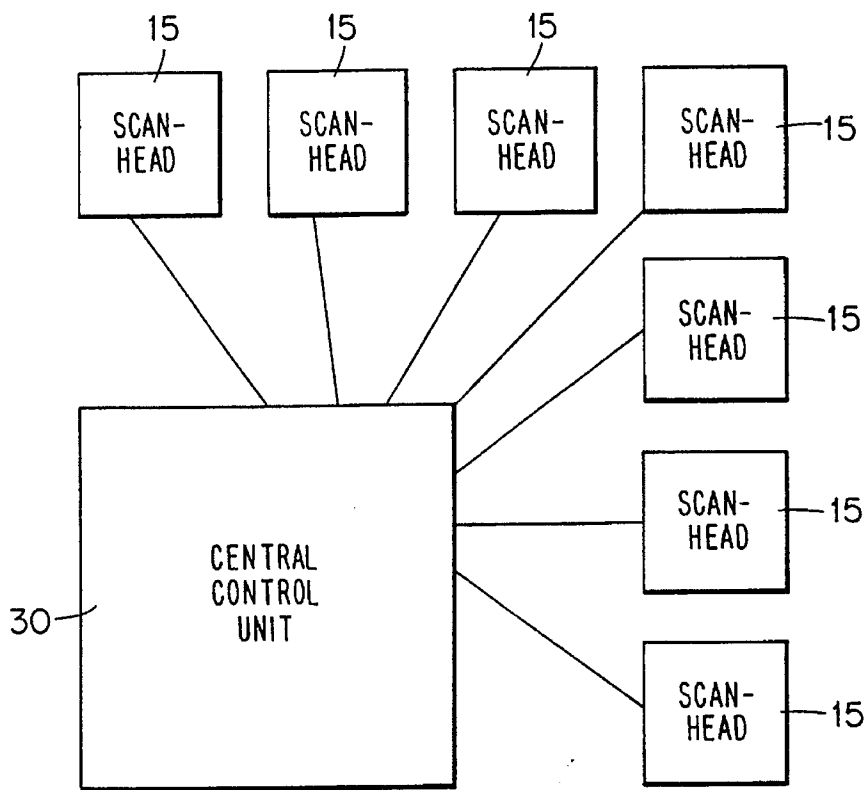 15
15
15
SCAN-
HEAD
SCAN-
HEAD
SCAN-
HEAD
SCAN-
HEAD
15
SCAN-
HEAD
15
SCAN-
HEAD
15
SCAN-
HEAD
15
CENTRAL
CONTROL
UNIT
30